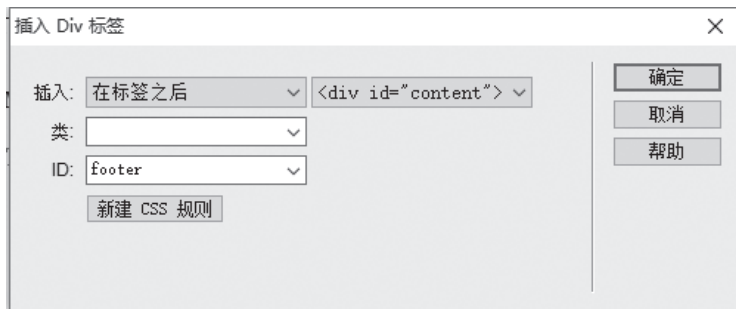 插入 Div 标签
插入: 在标签之后 <div id="content"> 确定
类: 取消
ID: footer 帮助
新建 CSS 规则